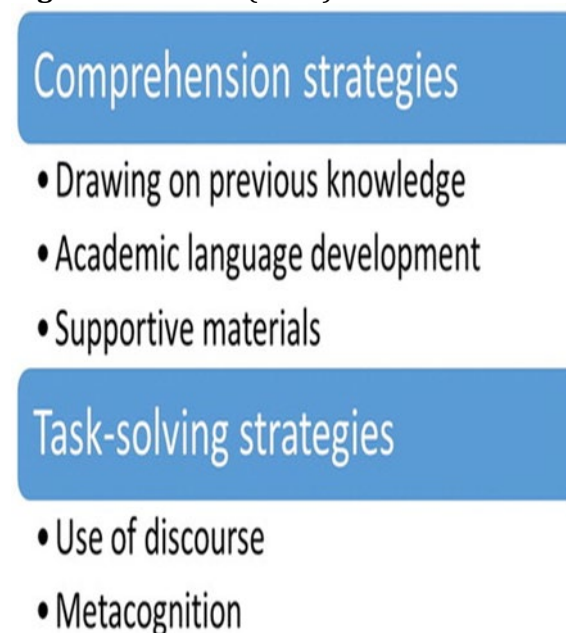 Comprehension strategies
• Drawing on previous knowledge
• Academic language development
• Supportive materials
Task-solving strategies
• Use of discourse
• Metacognition